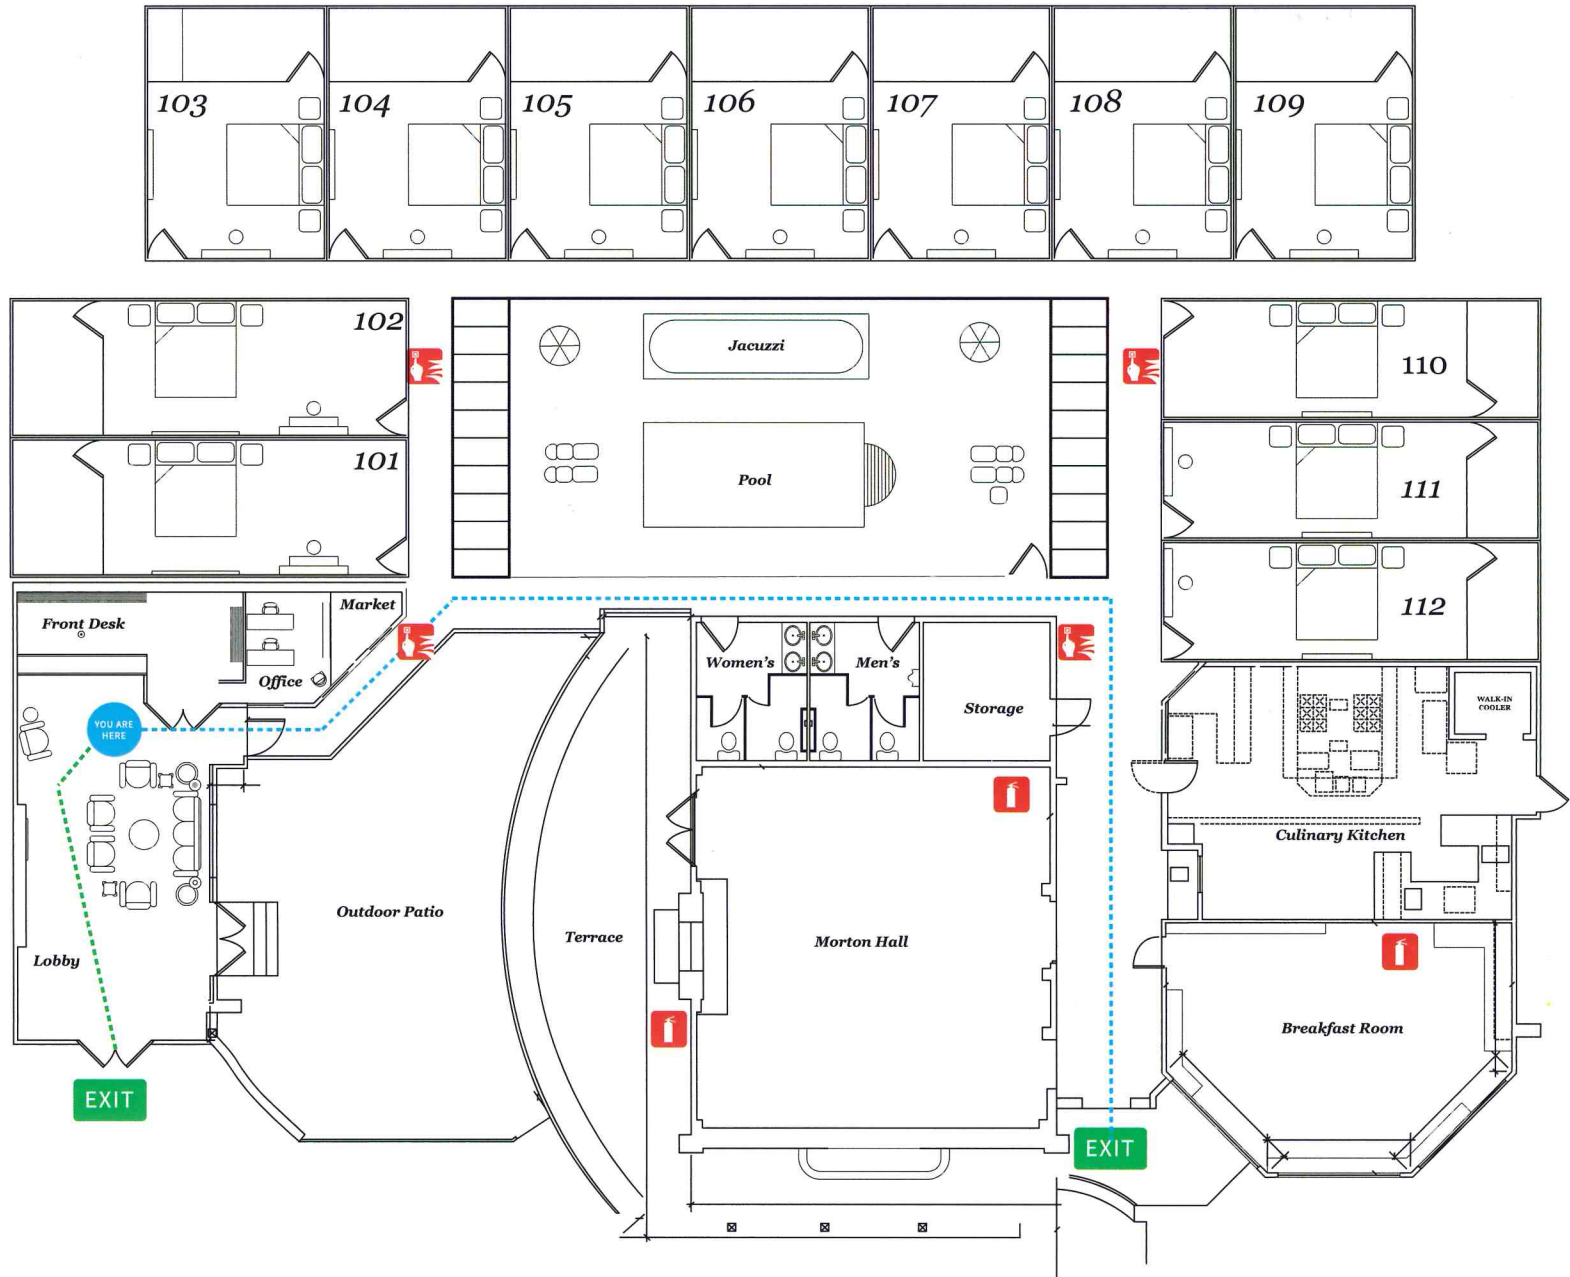 103
104
105
106
107
108
109
102
Jacuzzi
110
101
Pool
111
112
Market
Front Desk
Office
Women's
Men's
Storage
WALK-IN
COOLER
YOU ARE
HERE
Culinary Kitchen
Outdoor Patio
Terrace
Morton Hall
Lobby
Breakfast Room
EXIT
EXIT